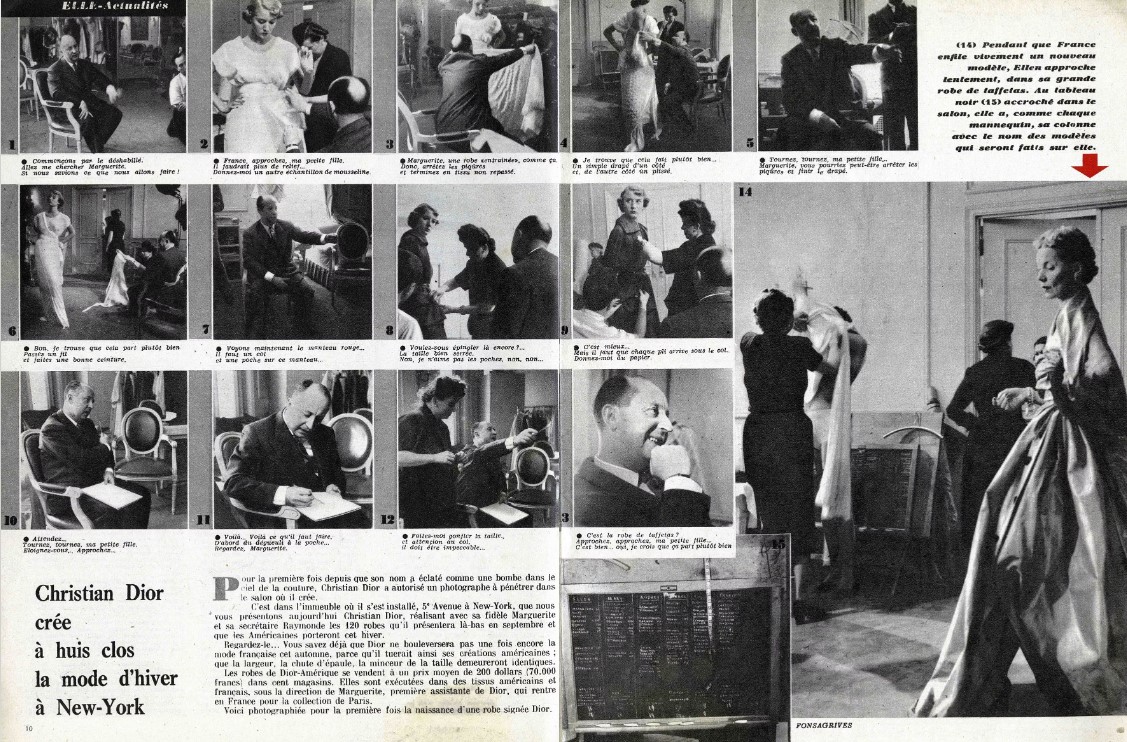 ELLE-Actualités
1
● Commençons par le déshabillé.
Allez me chercher Marguerite.
Si nous savions ce que nous allons faire !
2
● France, approchez, ma petite fille.
Il faudrait plus de relief...
Donnez-moi un autre échantillon de mousseline.
3
● Marguerite, une robe entraînées, comme ça.
Donc, arrêtez les piqûres
et terminez en tissu non repassé.
4
● Je trouve que cela fait plutôt bien...
Un simple drapé d'un côté
et, de l'autre côté un plissé.
5
● Tournez, tournez, ma petite fille...
Marguerite, vous pourriez peut-être arrêter les
piqûres et finir le drapé.
(14) Pendant que France
enfile vivement un nouveau
modèle, Ellen approche
lentement, dans sa grande
robe de taffetas. Au tableau
noir (15) accroché dans le
salon, elle a, comme chaque
mannequin, sa colonne
avec le nom des modèles
qui seront faits sur elle.
6
● Bon, je trouve que cela part plutôt bien
Passez un fil
et faites une bonne ceinture.
7
● Voyons maintenant le manteau rouge...
Il faut un col
et une poche sur ce manteau...
8
● Voulez-vous épingler là encore ?..
La taille bien serrée.
Non, je n'aime pas les poches, non, non...
9
● C'est mieux...
Mais il faut que chaque pli arrive sous le col.
Donnez-moi du papier.
14
10
● Attendez...
Tournez, tournez, ma petite fille.
Eloignez-vous... Approchez...
11
● Voilà... Voilà ce qu'il faut faire.
D'abord du dégueuli à la poche...
Regardez, Marguerite.
12
● Faites-moi gonfler la taille,
et attention au col,
il doit être impeccable...
3
● C'est la robe de taffetas ?
Approchez, approchez, ma petite fille...
C'est bien... oui, je crois que ça part plutôt bien
15
Christian Dior
crée
à huis clos
la mode d'hiver
à New-York
Pour la première fois depuis que son nom a éclaté comme une bombe dans le
ciel de la couture, Christian Dior a autorisé un photographe à pénétrer dans
le salon où il crée.
C'est dans l'immeuble où il s'est installé, 5e Avenue à New-York, que nous
vous présentons aujourd'hui Christian Dior, réalisant avec sa fidèle Marguerite
et sa secrétaire Raymonde les 120 robes qu'il présentera là-bas en septembre et
que les Américaines porteront cet hiver.
Regardez-le... Vous savez déjà que Dior ne bouleversera pas une fois encore la
mode française cet automne, parce qu'il tuerait ainsi ses créations américaines ;
que la largeur, la chute d'épaule, la minceur de la taille demeureront identiques.
Les robes de Dior-Amérique se vendent à un prix moyen de 200 dollars (70.000
francs) dans cent magasins. Elles sont exécutées dans des tissus américains et
français, sous la direction de Marguerite, première assistante de Dior, qui rentre
en France pour la collection de Paris.
Voici photographiée pour la première fois la naissance d'une robe signée Dior.
FONSAGRIVES
10